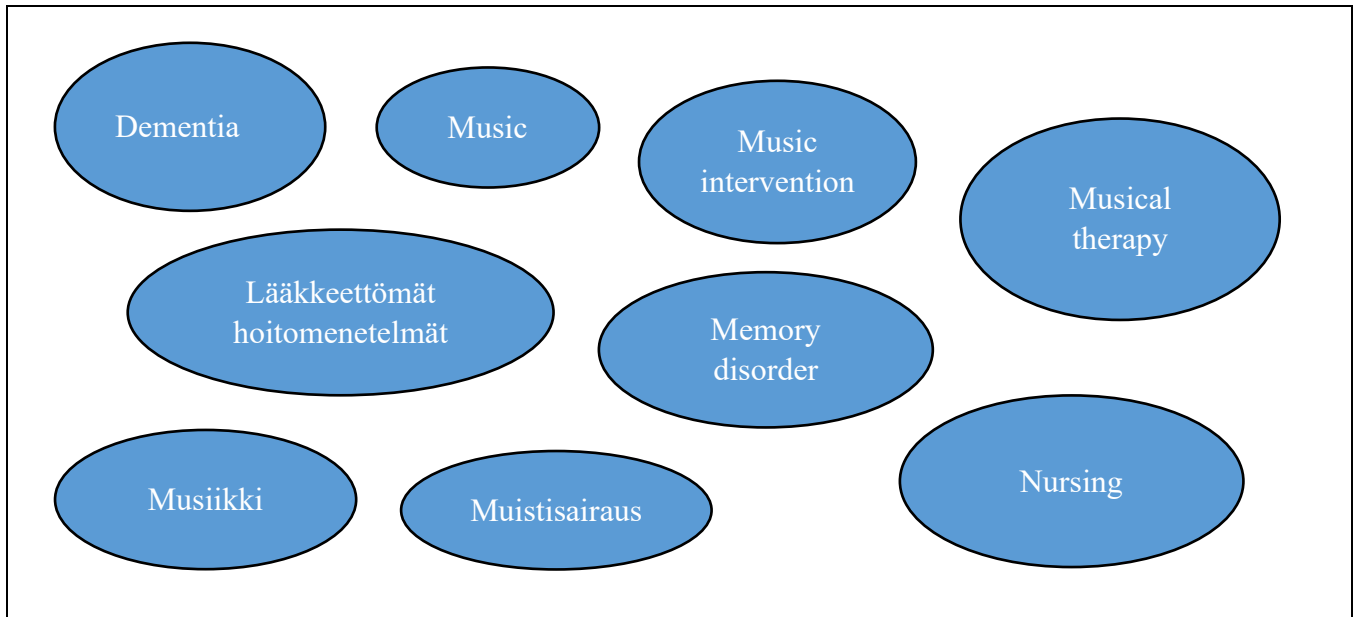 Dementia
Music
Music
intervention
Musical
therapy
Lääkkeettömät
hoitomenetelmät
Memory
disorder
Musiikki
Muistisairaus
Nursing